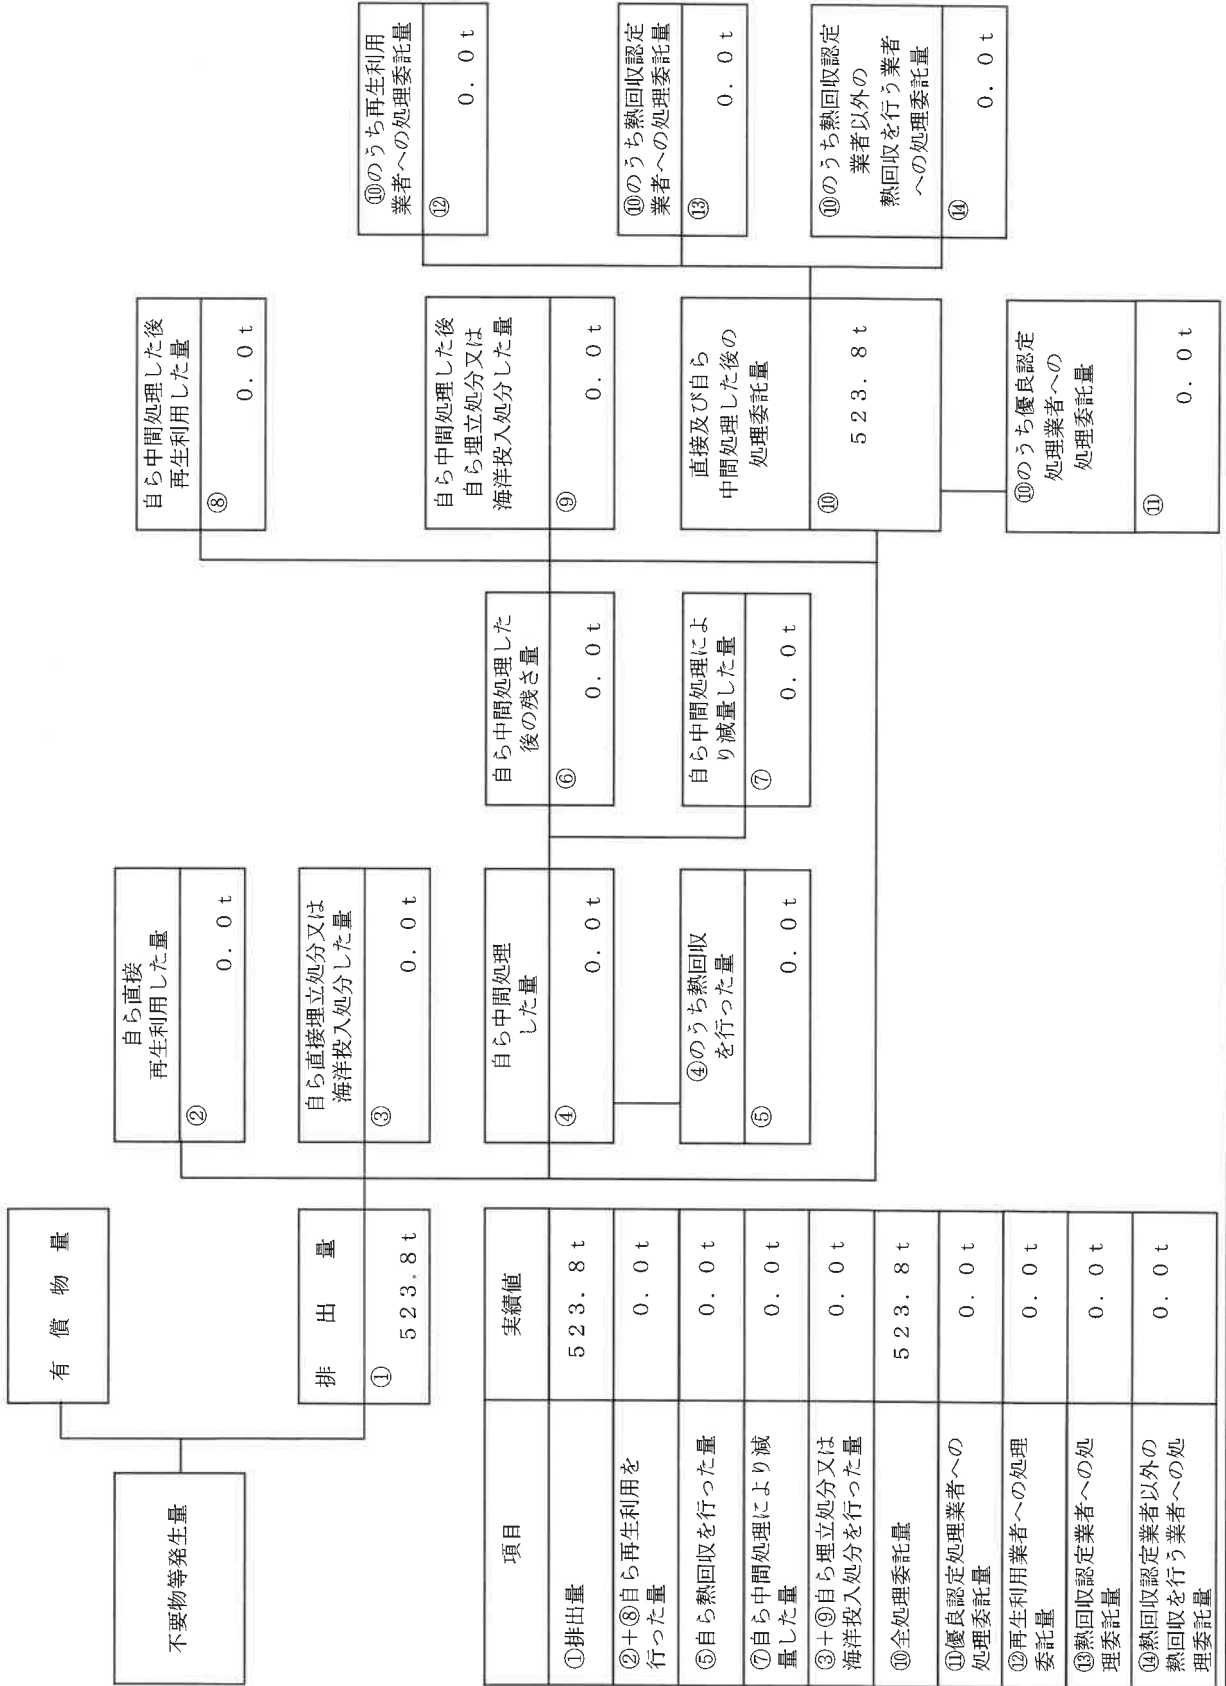 不要物等発生量
有償物量
排出量
①
523.8t
自ら直接
再生利用した量
②
0.0t
自ら直接埋立処分又は
海洋投入処分した量
③
0.0t
自ら中間処理
した量
④
0.0t
④のうち熱回収
を行った量
⑤
0.0t
自ら中間処理した
後の残さ量
⑥
0.0t
自ら中間処理によ
り減量した量
⑦
0.0t
自ら中間処理した後
再生利用した量
⑧
0.0t
自ら中間処理した後
自ら埋立処分又は
海洋投入処分した量
⑨
0.0t
直接及び自ら
中間処理した後の
処理委託量
⑩
523.8t
⑩のうち優良認定
処理業者への
処理委託量
⑪
0.0t
⑩のうち再生利用
業者への処理委託量
⑫
0.0t
⑩のうち熱回収認定
業者への処理委託量
⑬
0.0t
⑩のうち熱回収認定
業者以外の
熱回収を行う業者
への処理委託量
⑭
0.0t
項目 実績値
①排出量 523.8t
②+⑧自ら再生利用を
行った量 0.0t
⑤自ら熱回収を行った量 0.0t
⑦自ら中間処理により減
量した量 0.0t
③+⑨自ら埋立処分又は
海洋投入処分を行った量 0.0t
⑩全処理委託量 523.8t
⑪優良認定処理業者への
処理委託量 0.0t
⑫再生利用業者への処理
委託量 0.0t
⑬熱回収認定業者への処
理委託量 0.0t
⑭熱回収認定業者以外の
熱回収を行う業者への処
理委託量 0.0t